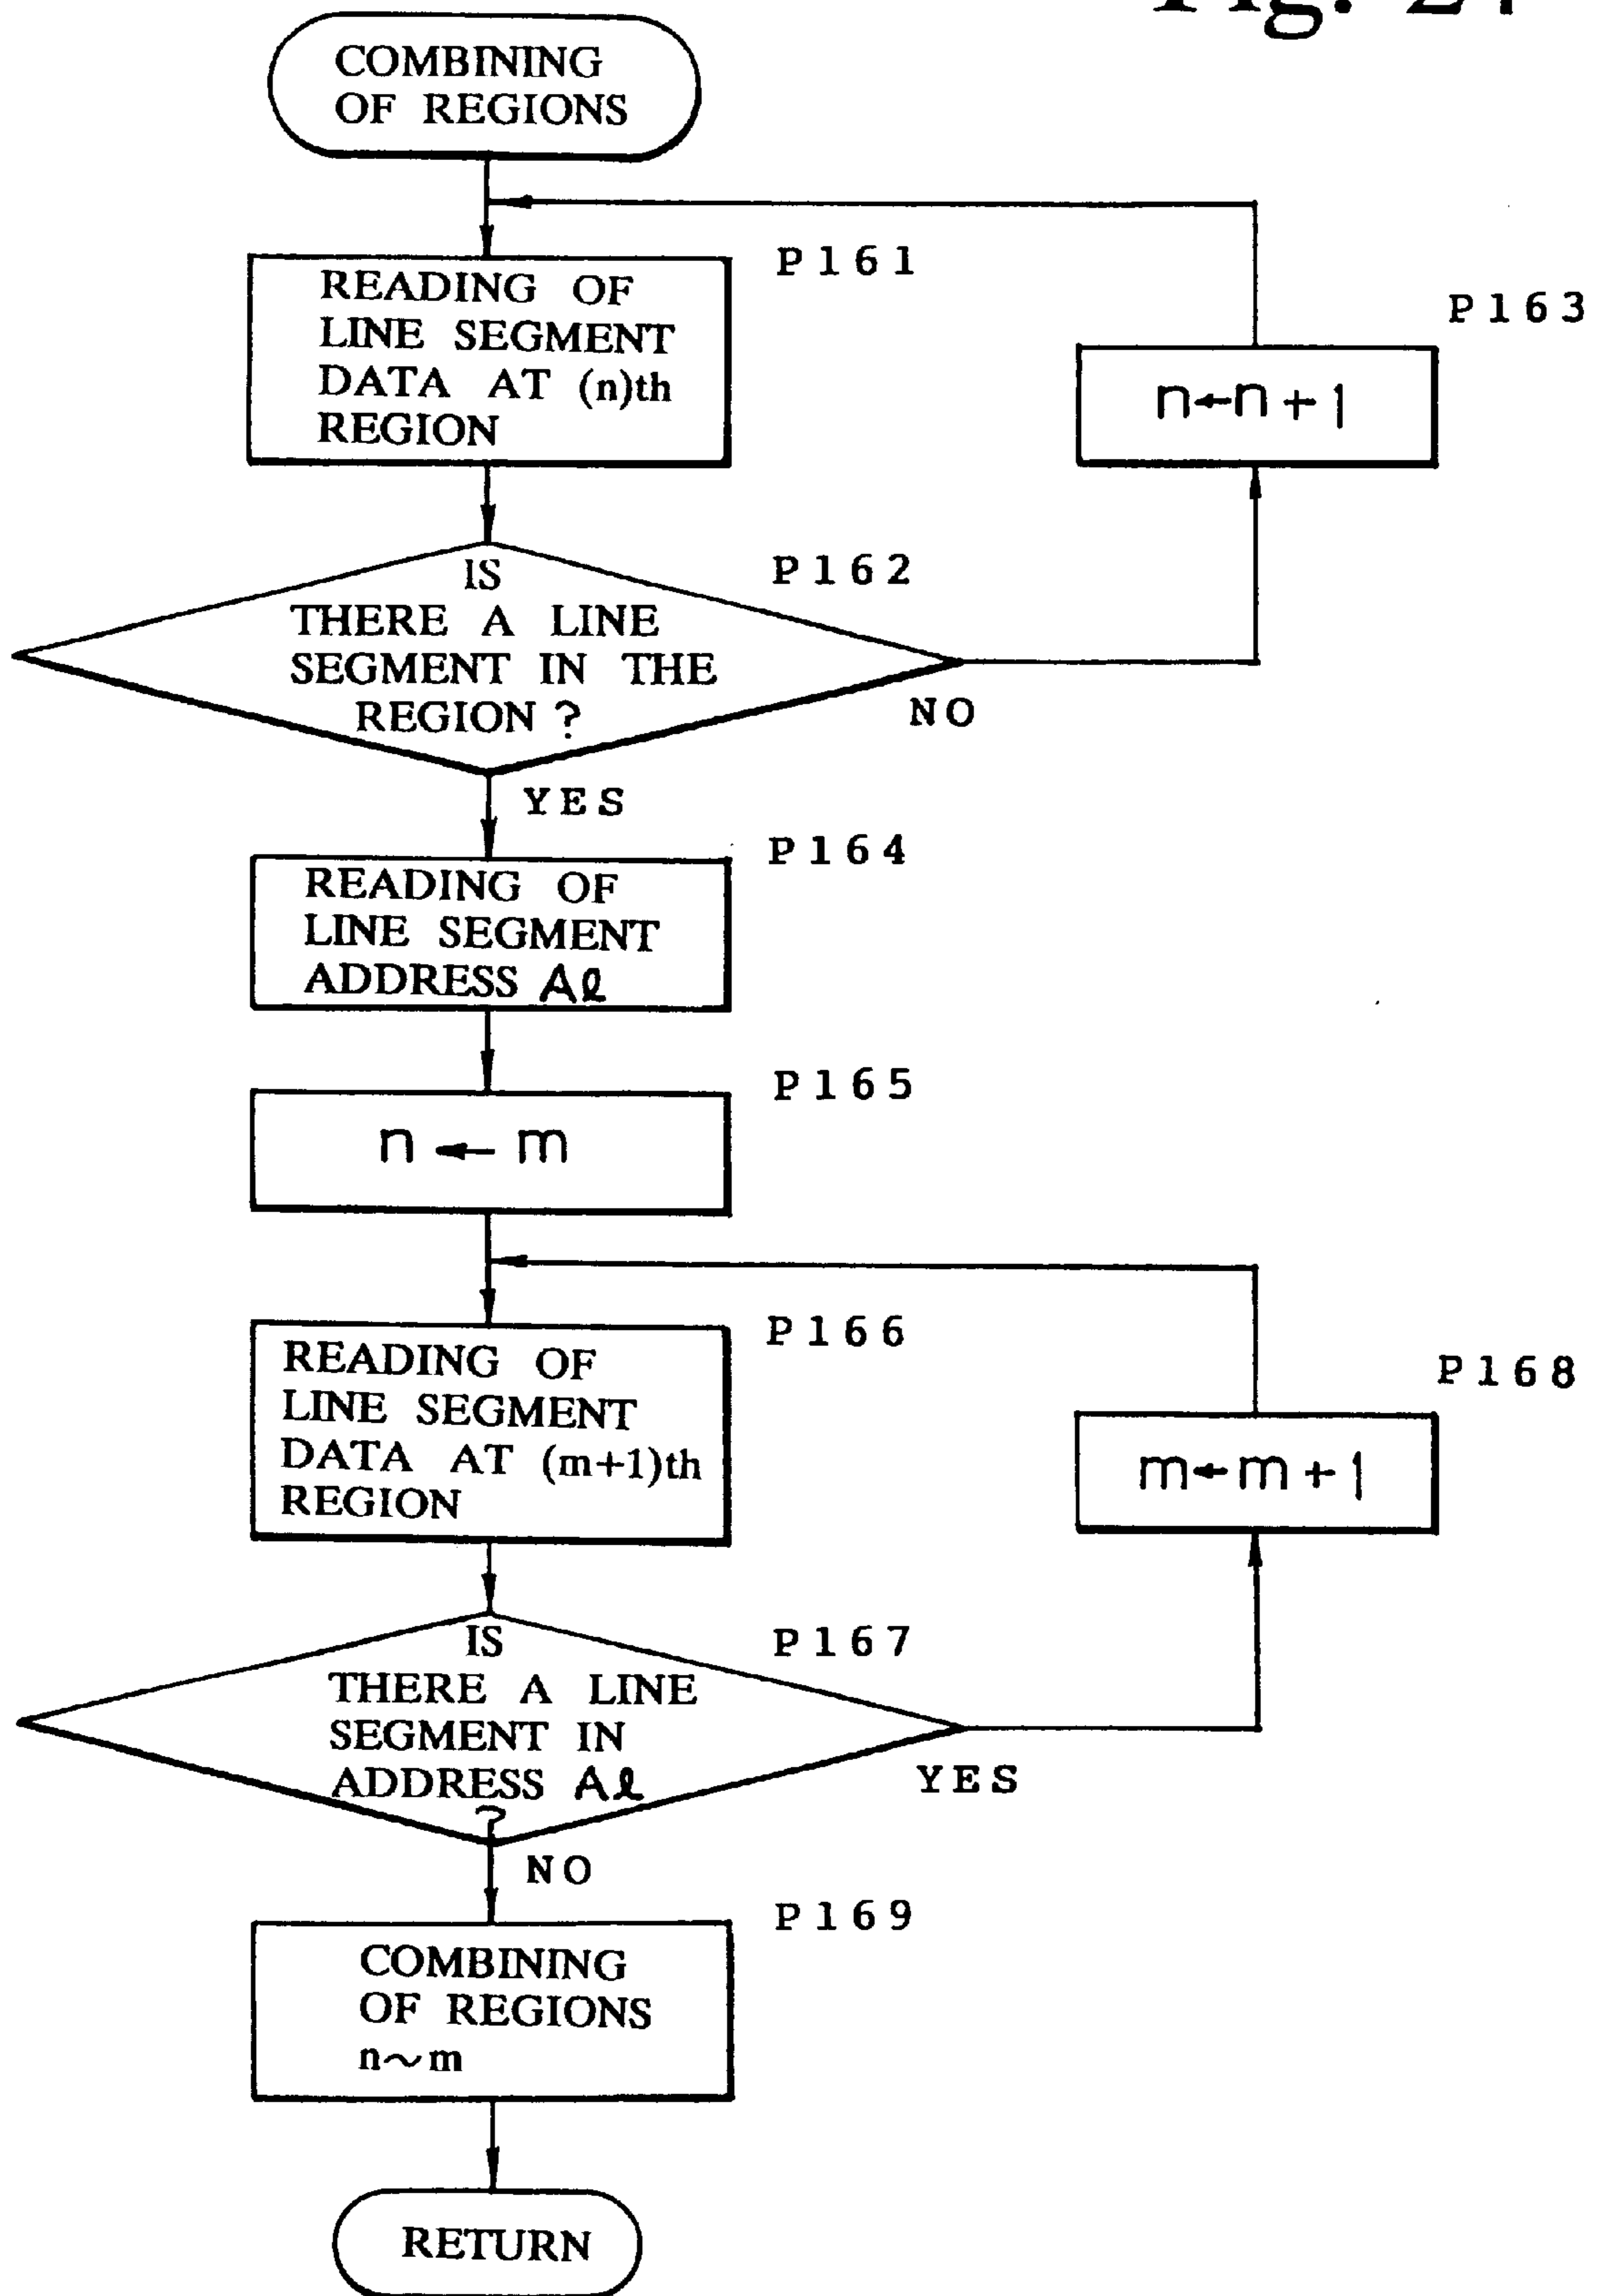 Fig. 2
COMBINING
OF REGIONS
P161
READING OF
LINE SEGMENT
DATA AT (n)th
REGION
P163
n←n+1
P162
IS
THERE A LINE
SEGMENT IN THE
REGION ?
NO
YES
P164
READING OF
LINE SEGMENT
ADDRESS Aℓ
P165
n ← m
P166
READING OF
LINE SEGMENT
DATA AT (m+1)th
REGION
P168
m←m+1
P167
IS
THERE A LINE
SEGMENT IN
ADDRESS Aℓ
?
YES
NO
P169
COMBINING
OF REGIONS
n~m
RETURN